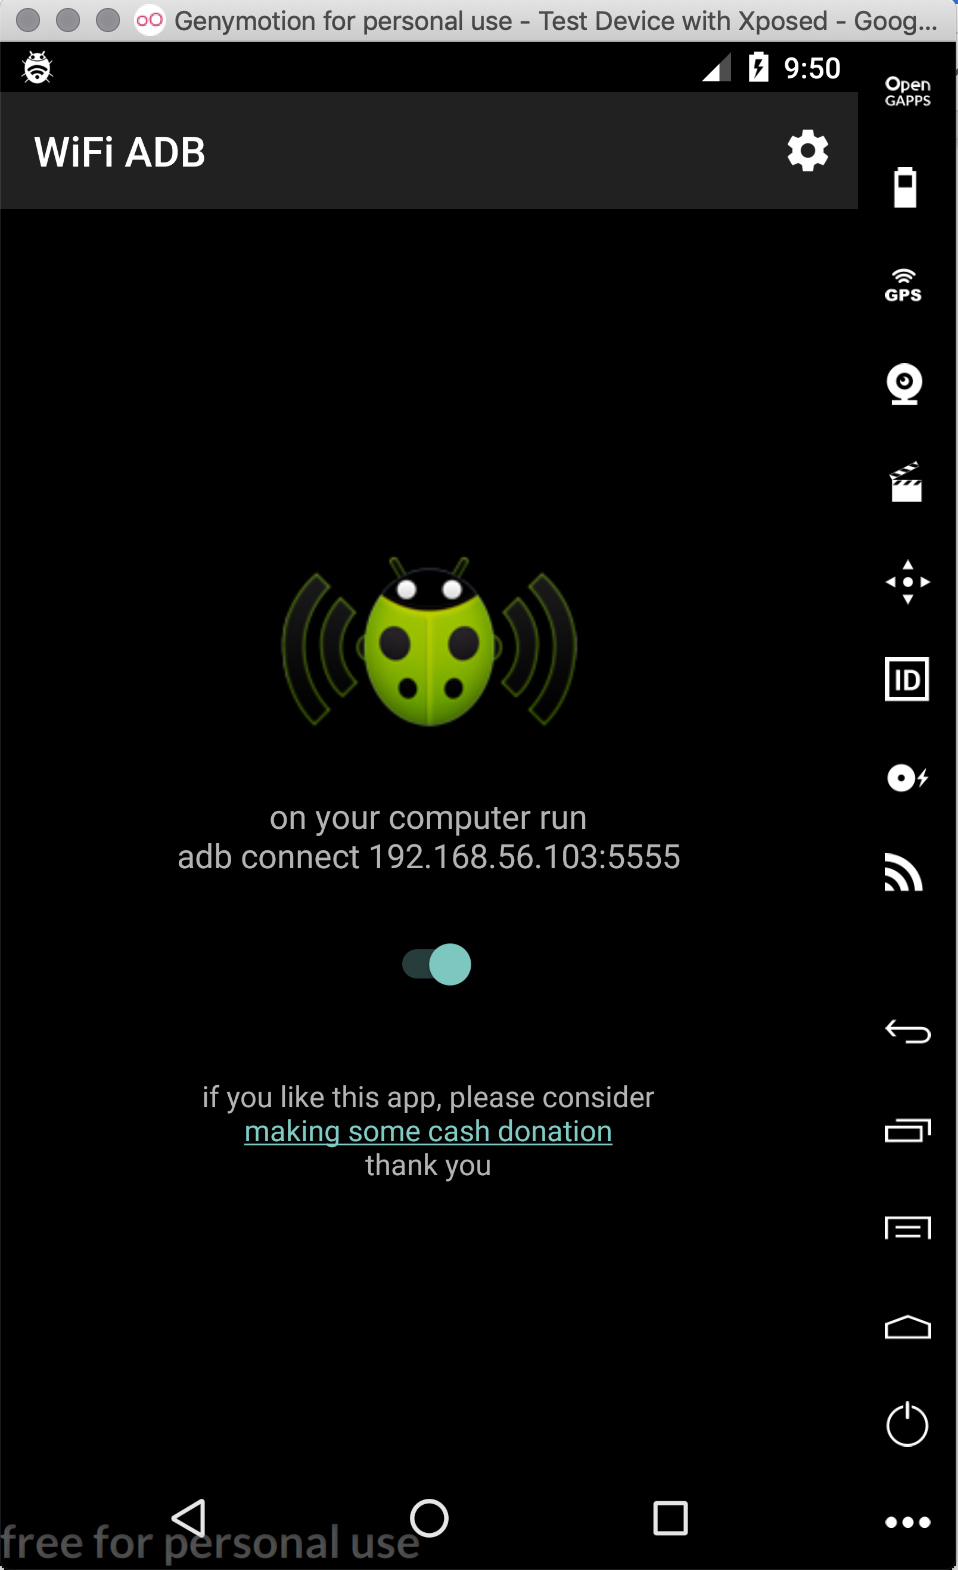 Genymotion for personal use - Test Device with Xposed - Goog...
9:50
Open
GAPPS
WiFi ADB
GPS
ID
on your computer run
adb connect 192.168.56.103:5555
if you like this app, please consider
making some cash donation
thank you
free for personal use